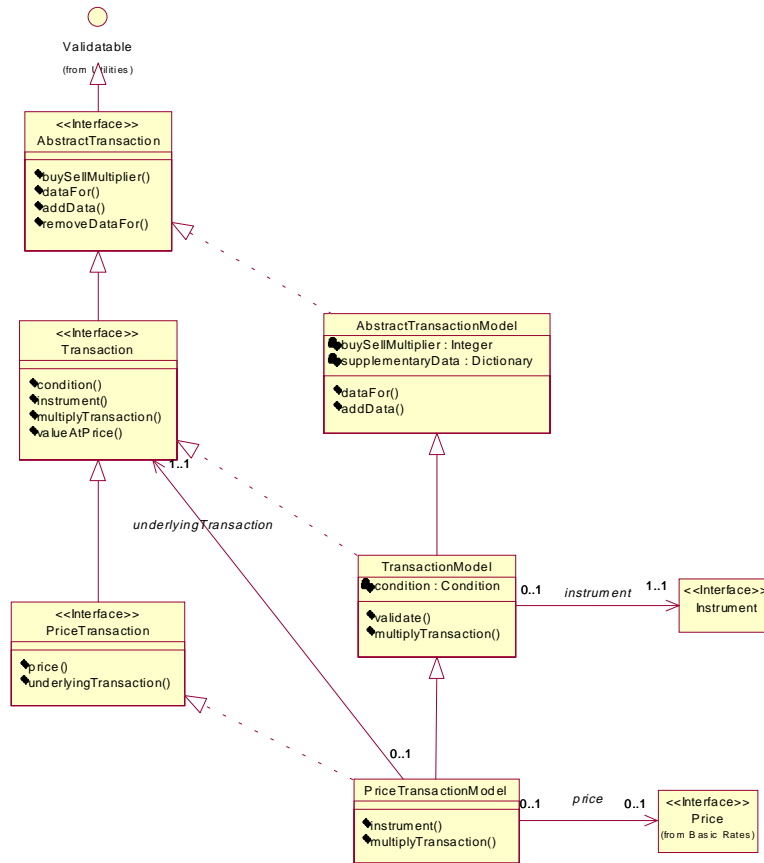 Validatable
(from Utilities)
<<Interface>>
AbstractTransaction
buySellMultiplier()
dataFor()
addData()
removeDataFor()
<<Interface>>
Transaction
condition()
instrument()
multiplyTransaction()
valueAtPrice()
AbstractTransactionModel
buySellMultiplier : Integer
supplementaryData : Dictionary
dataFor()
addData()
1..1
underlyingTransaction
TransactionModel
condition : Condition
validate()
multiplyTransaction()
0..1
instrument
1..1
<<Interface>>
Instrument
<<Interface>>
PriceTransaction
price()
underlyingTransaction()
0..1
PriceTransactionModel
instrument()
multiplyTransaction()
0..1
price
0..1
<<Interface>>
Price
(from Basic Rates)